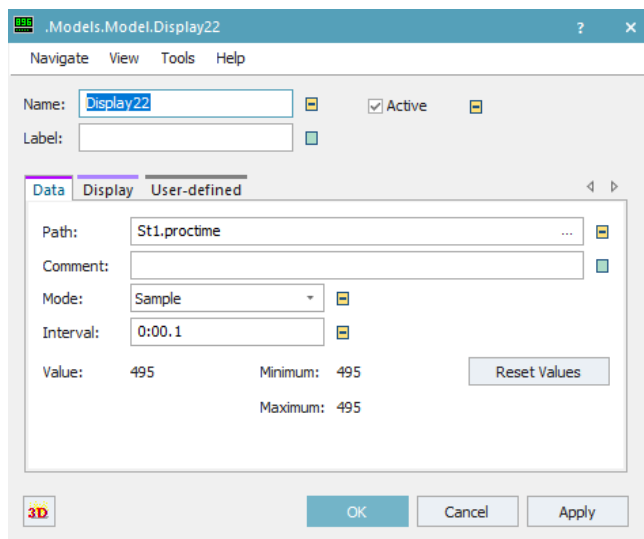 .Models.Model.Display22 ? ×
Navigate View Tools Help
Name: Display22 Active
Label:
Data Display User-defined
Path: St1.proctime ...
Comment:
Mode: Sample
Interval: 0:00.1
Value: 495 Minimum: 495 Reset Values
Maximum: 495
3D OK Cancel Apply